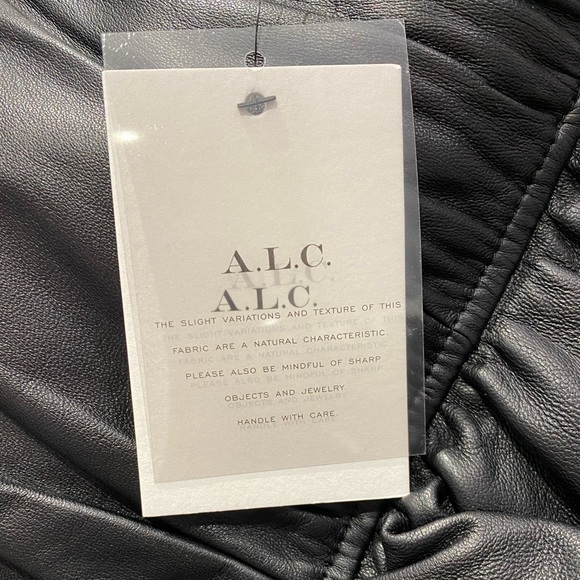 A.L.C.
A.L.C.
THE SLIGHT VARIATIONS AND TEXTURE OF THIS
FABRIC ARE A NATURAL CHARACTERISTIC.
PLEASE ALSO BE MINDFUL OF SHARP
OBJECTS AND JEWELRY.
HANDLE WITH CARE.